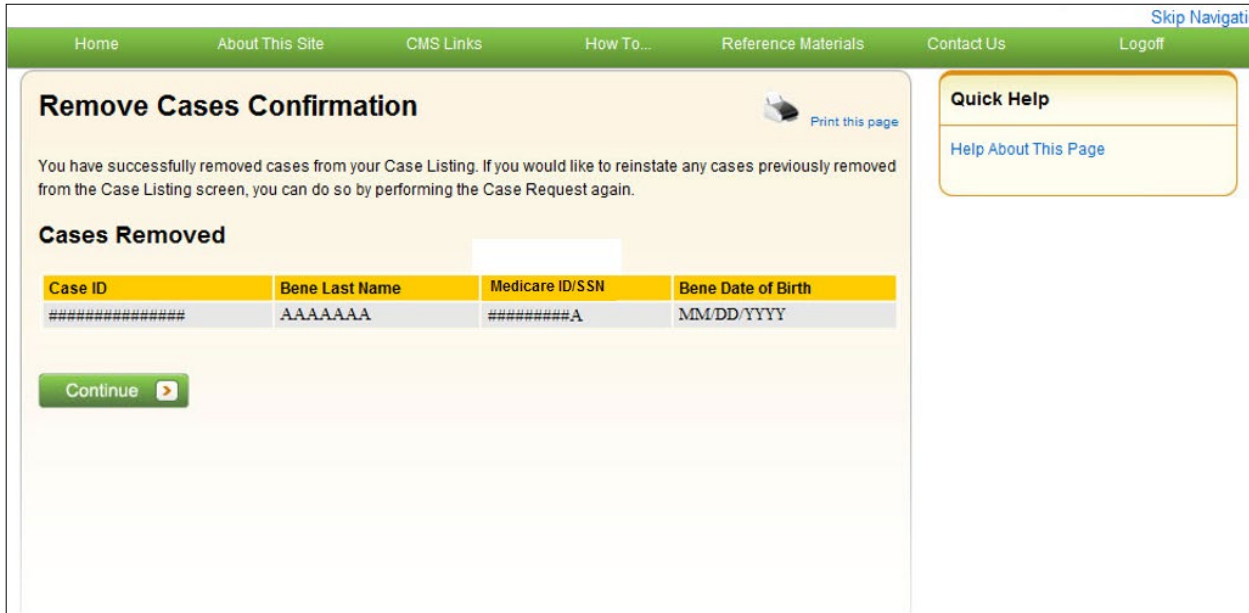 Skip Navigati
Home About This Site CMS Links How To... Reference Materials Contact Us Logoff
Remove Cases Confirmation
Print this page
You have successfully removed cases from your Case Listing. If you would like to reinstate any cases previously removed
from the Case Listing screen, you can do so by performing the Case Request again.
Cases Removed
Case ID Bene Last Name Medicare ID/SSN Bene Date of Birth
############### AAAAAAA #########A MM/DD/YYYY
Continue
Quick Help
Help About This Page